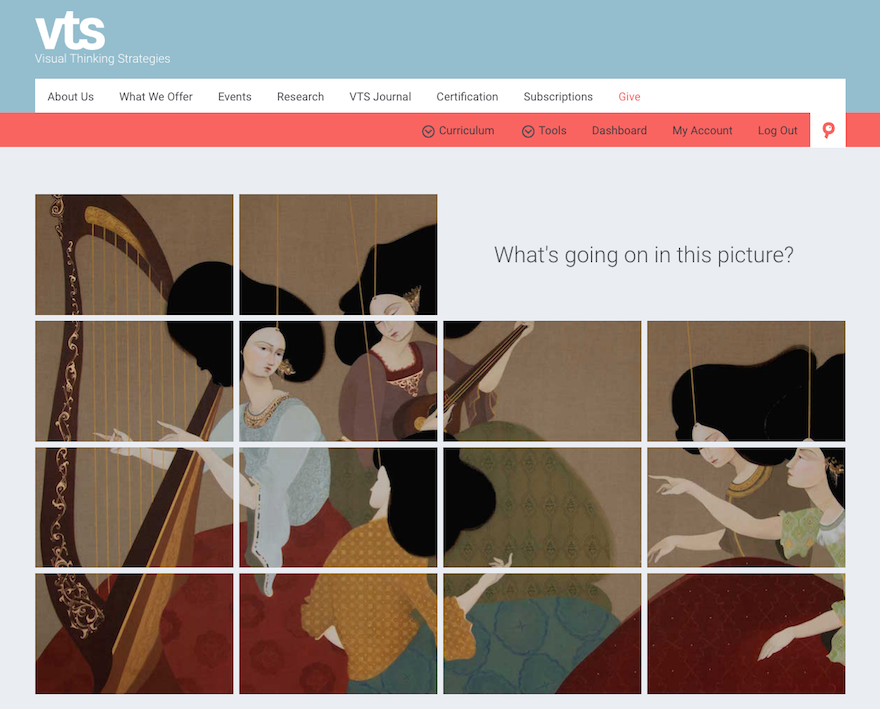 vts
Visual Thinking Strategies
About Us What We Offer Events Research VTS Journal Certification Subscriptions Give
Curriculum Tools Dashboard My Account Log Out
What's going on in this picture?